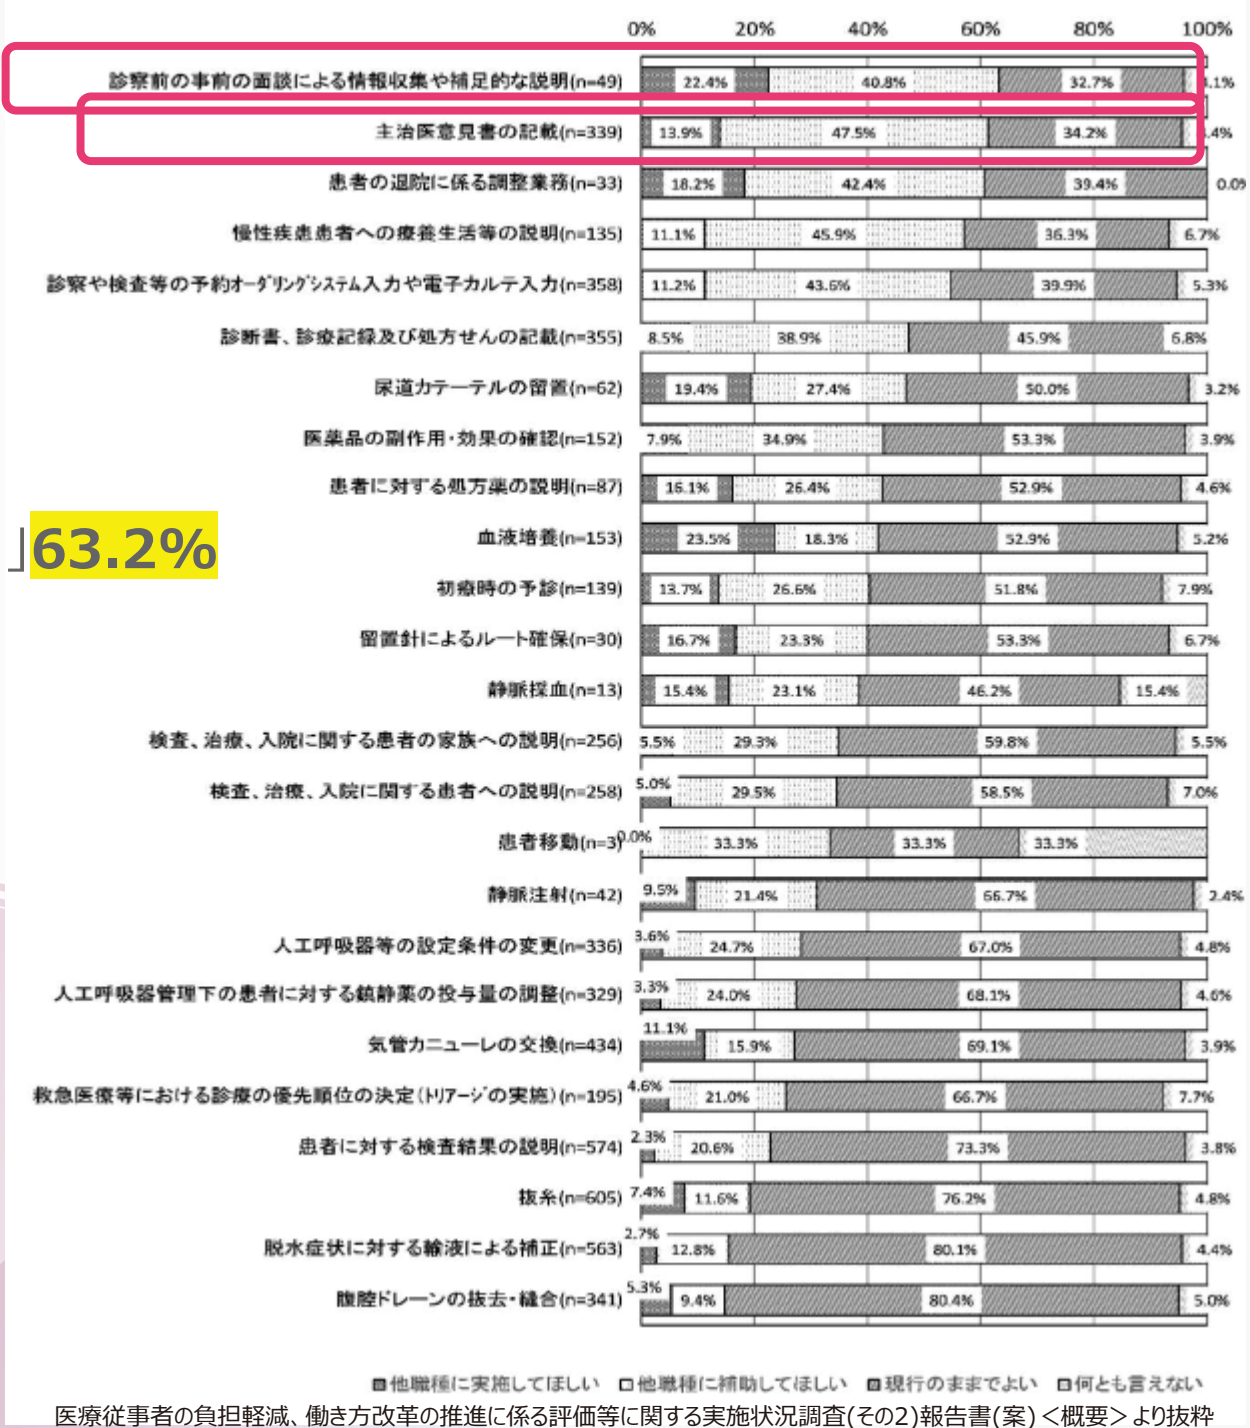 0% 20% 40% 60% 80% 100%
診察前の事前の面談による情報収集や補足的な説明(n=49) 22.4% 40.8% 32.7% .1%
主治医意見書の記載(n=339) 13.9% 47.5% 34.2% .4%
患者の退院に係る調整業務(n=33) 18.2% 42.4% 39.4% 0.0%
慢性疾患患者への療養生活等の説明(n=135) 11.1% 45.9% 36.3% 6.7%
診察や検査等の予約オーダリングシステム入力や電子カルテ入力(n=358) 11.2% 43.6% 39.9% 5.3%
診断書、診療記録及び処方せんの記載(n=355) 8.5% 38.9% 45.9% 6.8%
尿道カテーテルの留置(n=62) 19.4% 27.4% 50.0% 3.2%
医薬品の副作用・効果の確認(n=152) 7.9% 34.9% 53.3% 3.9%
患者に対する処方薬の説明(n=87) 16.1% 26.4% 52.9% 4.6%
」63.2%
血液培養(n=153) 23.5% 18.3% 52.9% 5.2%
初療時の予診(n=139) 13.7% 26.6% 51.8% 7.9%
留置針によるルート確保(n=30) 16.7% 23.3% 53.3% 6.7%
静脈採血(n=13) 15.4% 23.1% 46.2% 15.4%
検査、治療、入院に関する患者の家族への説明(n=256) 5.5% 29.3% 59.8% 5.5%
検査、治療、入院に関する患者への説明(n=258) 5.0% 29.5% 58.5% 7.0%
患者移動(n=3) 0.0% 33.3% 33.3% 33.3%
静脈注射(n=42) 9.5% 21.4% 66.7% 2.4%
人工呼吸器等の設定条件の変更(n=336) 3.6% 24.7% 67.0% 4.8%
人工呼吸器管理下の患者に対する鎮静薬の投与量の調整(n=329) 3.3% 24.0% 68.1% 4.6%
気管カニューレの交換(n=434) 11.1% 15.9% 69.1% 3.9%
救急医療等における診療の優先順位の決定(トリアージの実施)(n=195) 4.6% 21.0% 66.7% 7.7%
患者に対する検査結果の説明(n=574) 2.3% 20.6% 73.3% 3.8%
抜糸(n=605) 7.4% 11.6% 76.2% 4.8%
脱水症状に対する輸液による補正(n=563) 2.7% 12.8% 80.1% 4.4%
腹腔ドレーンの抜去・縫合(n=341) 5.3% 9.4% 80.4% 5.0%
他職種に実施してほしい 他職種に補助してほしい 現行のままでよい 何とも言えない
医療従事者の負担軽減、働き方改革の推進に係る評価等に関する実施状況調査(その2)報告書(案)＜概要＞より抜粋